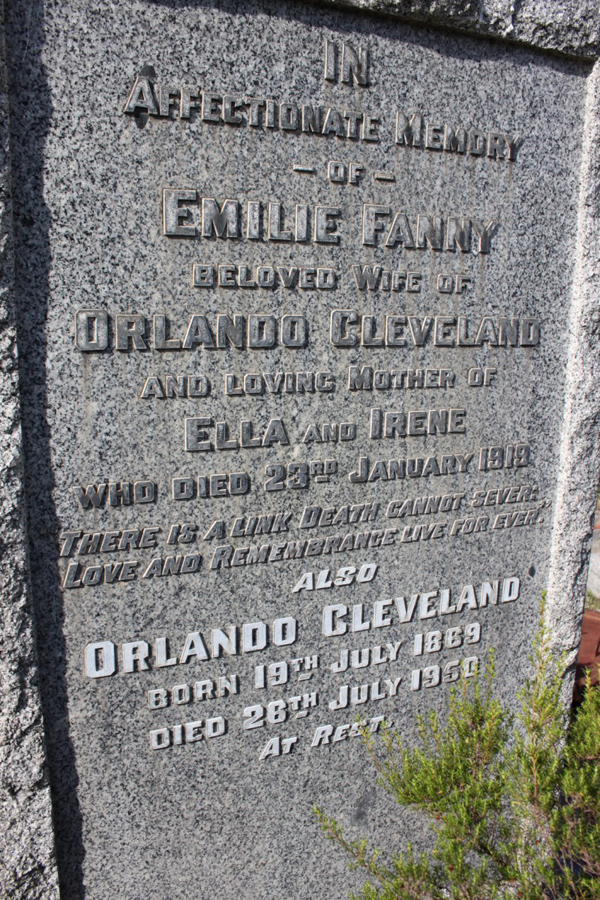 IN
AFFECTIONATE MEMORY
– OF –
EMILIE FANNY
BELOVED WIFE OF
ORLANDO CLEVELAND
AND LOVING MOTHER OF
ELLA AND IRENE
WHO DIED 23RD JANUARY 1919
"THERE IS A LINK DEATH CANNOT SEVER:
LOVE AND REMEMBRANCE LIVE FOR EVER."
ALSO
ORLANDO CLEVELAND
BORN 19TH JULY 1869
DIED 26TH JULY 1950
AT REST.